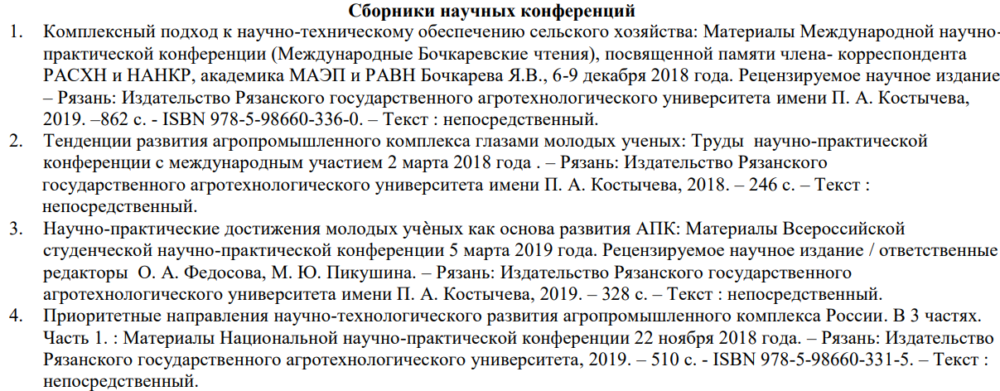 Сборники научных конференций
1. Комплексный подход к научно-техническому обеспечению сельского хозяйства: Материалы Международной научно-
практической конференции (Международные Бочкаревские чтения), посвященной памяти члена- корреспондента
РАСХН и НАНКР, академика МАЭП и РАВН Бочкарева Я.В., 6-9 декабря 2018 года. Рецензируемое научное издание
– Рязань: Издательство Рязанского государственного агротехнологического университета имени П. А. Костычева,
2019. –862 с. - ISBN 978-5-98660-336-0. – Текст : непосредственный.
2. Тенденции развития агропромышленного комплекса глазами молодых ученых: Труды научно-практической
конференции с международным участием 2 марта 2018 года . – Рязань: Издательство Рязанского
государственного агротехнологического университета имени П. А. Костычева, 2018. – 246 с. – Текст :
непосредственный.
3. Научно-практические достижения молодых учѐных как основа развития АПК: Материалы Всероссийской
студенческой научно-практической конференции 5 марта 2019 года. Рецензируемое научное издание / ответственные
редакторы О. А. Федосова, М. Ю. Пикушина. – Рязань: Издательство Рязанского государственного
агротехнологического университета имени П. А. Костычева, 2019. – 328 с. – Текст : непосредственный.
4. Приоритетные направления научно-технологического развития агропромышленного комплекса России. В 3 частях.
Часть 1. : Материалы Национальной научно-практической конференции 22 ноября 2018 года. – Рязань: Издательство
Рязанского государственного агротехнологического университета, 2019. – 510 с. - ISBN 978-5-98660-331-5. – Текст :
непосредственный.